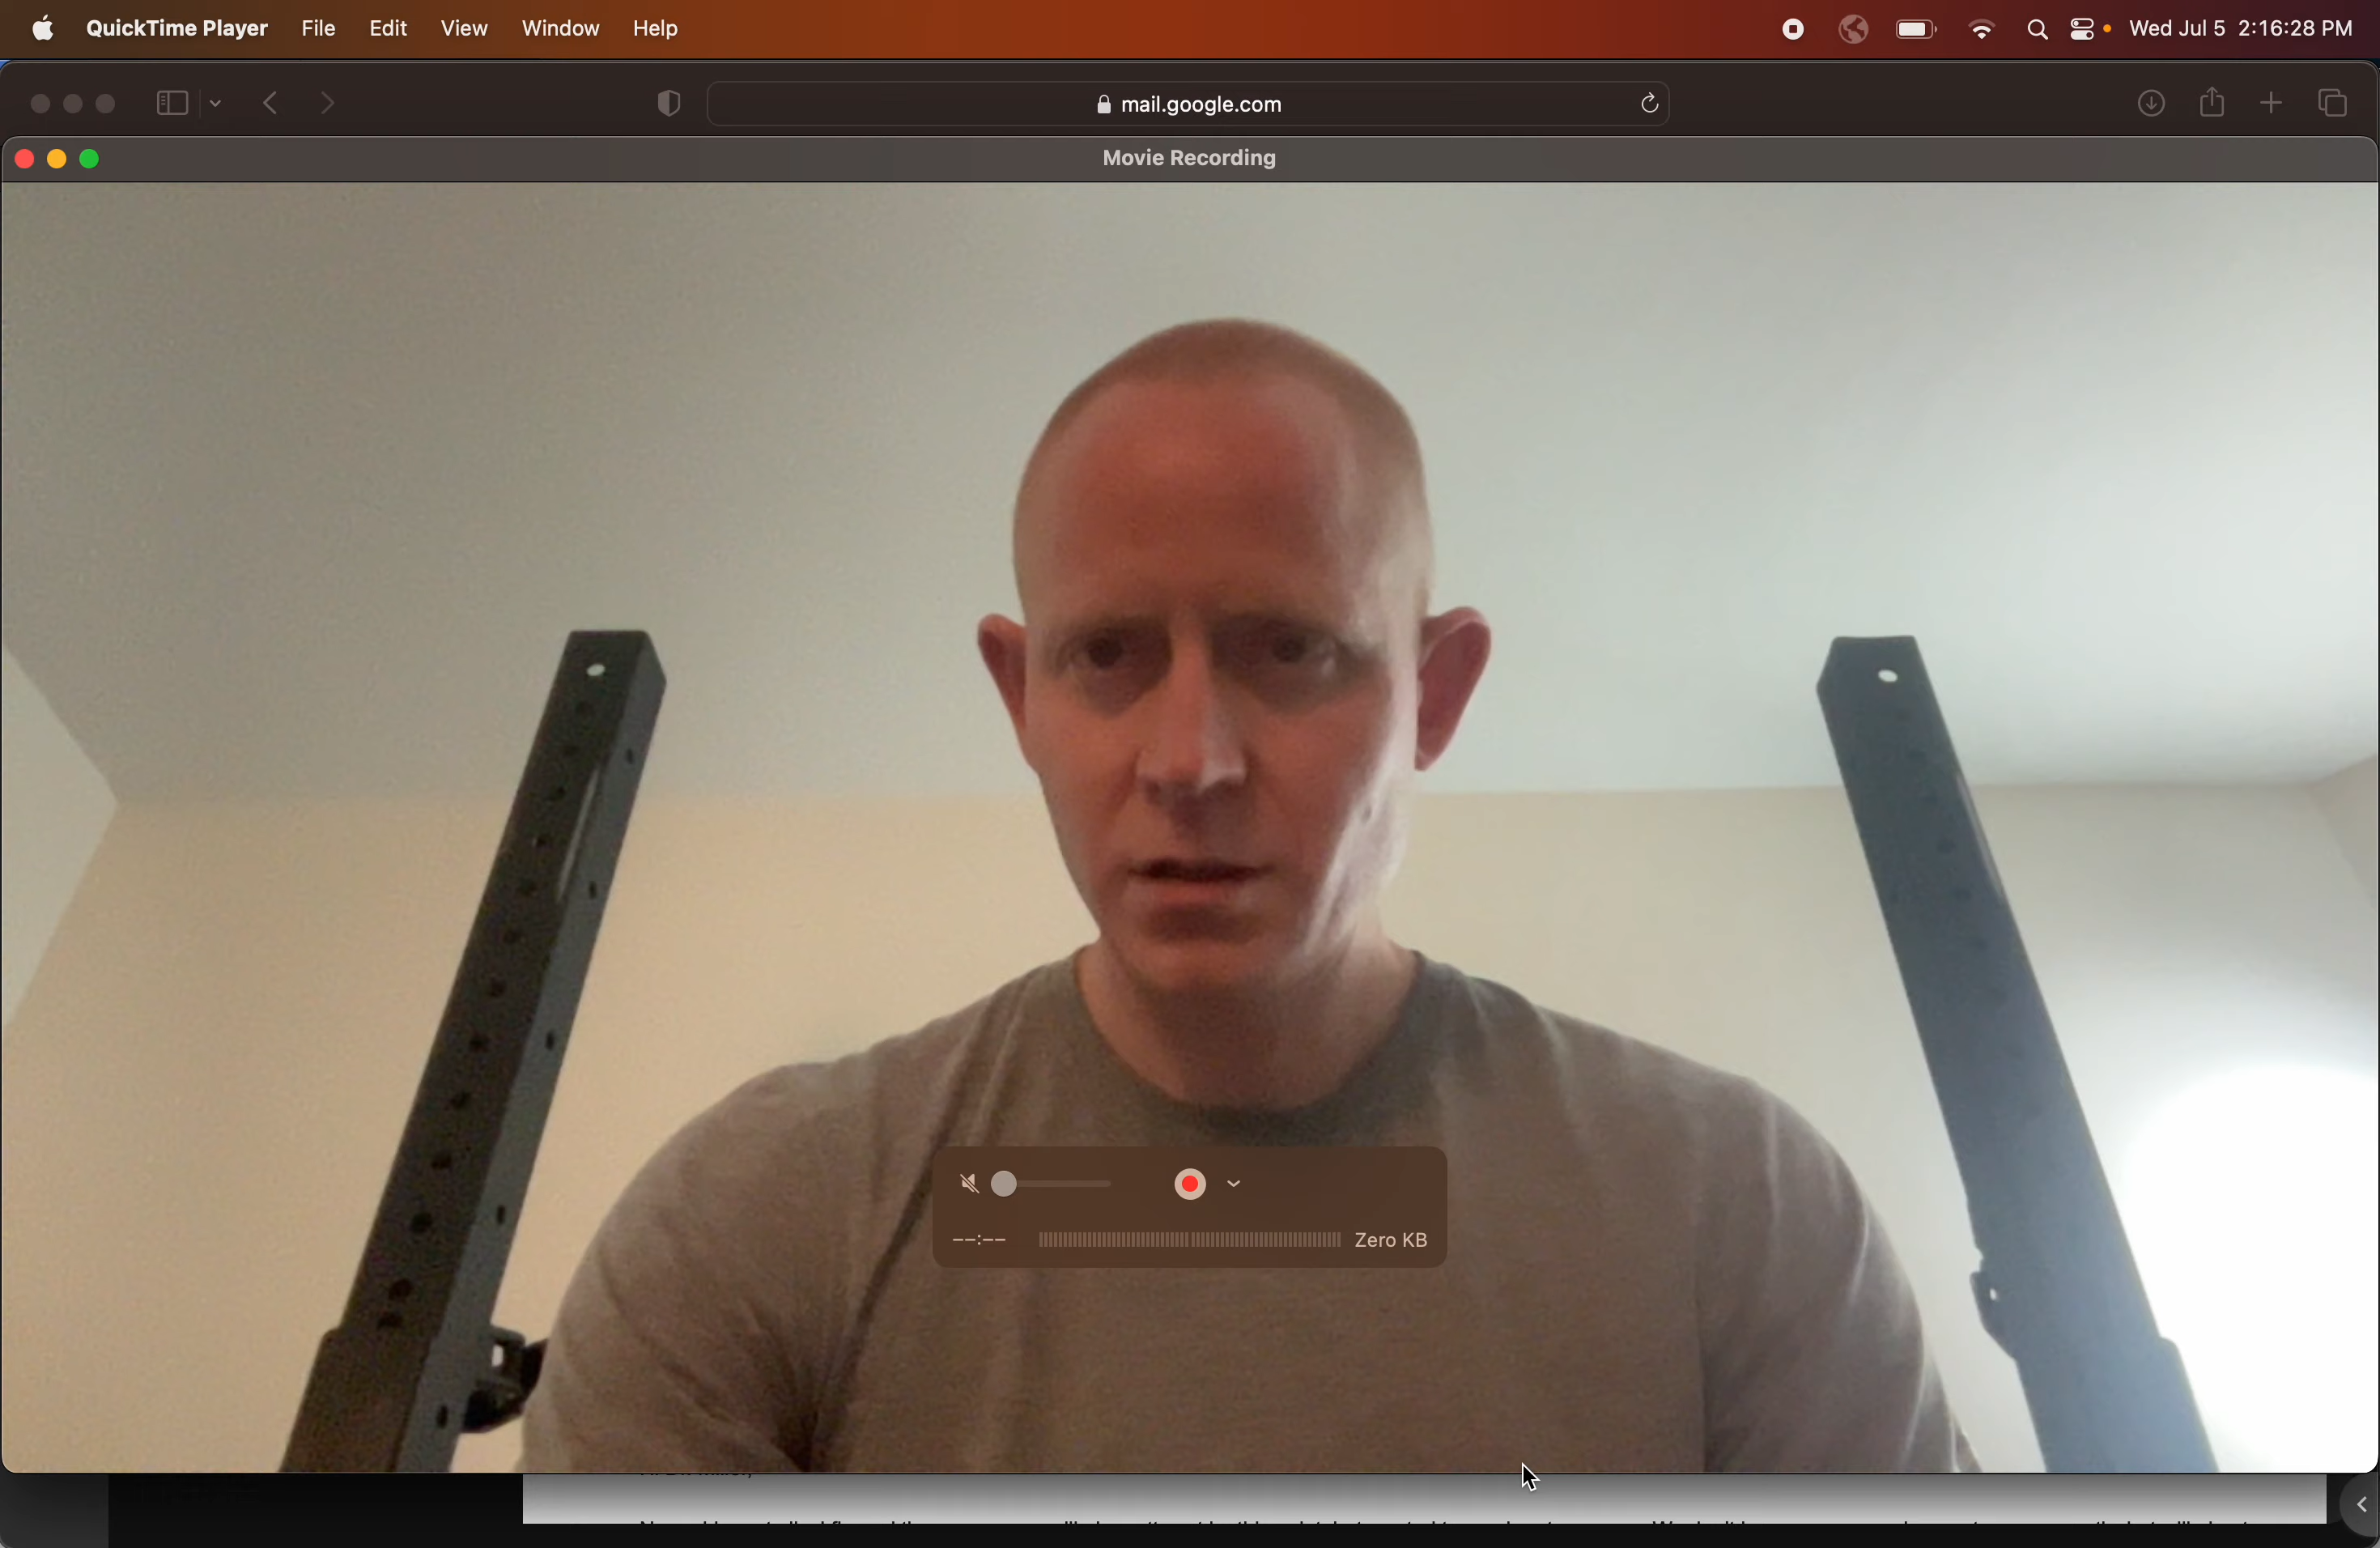 QuickTime Player File Edit View Window Help Wed Jul 5 2:16:28 PM
mail.google.com
Movie Recording
--:-- Zero KB